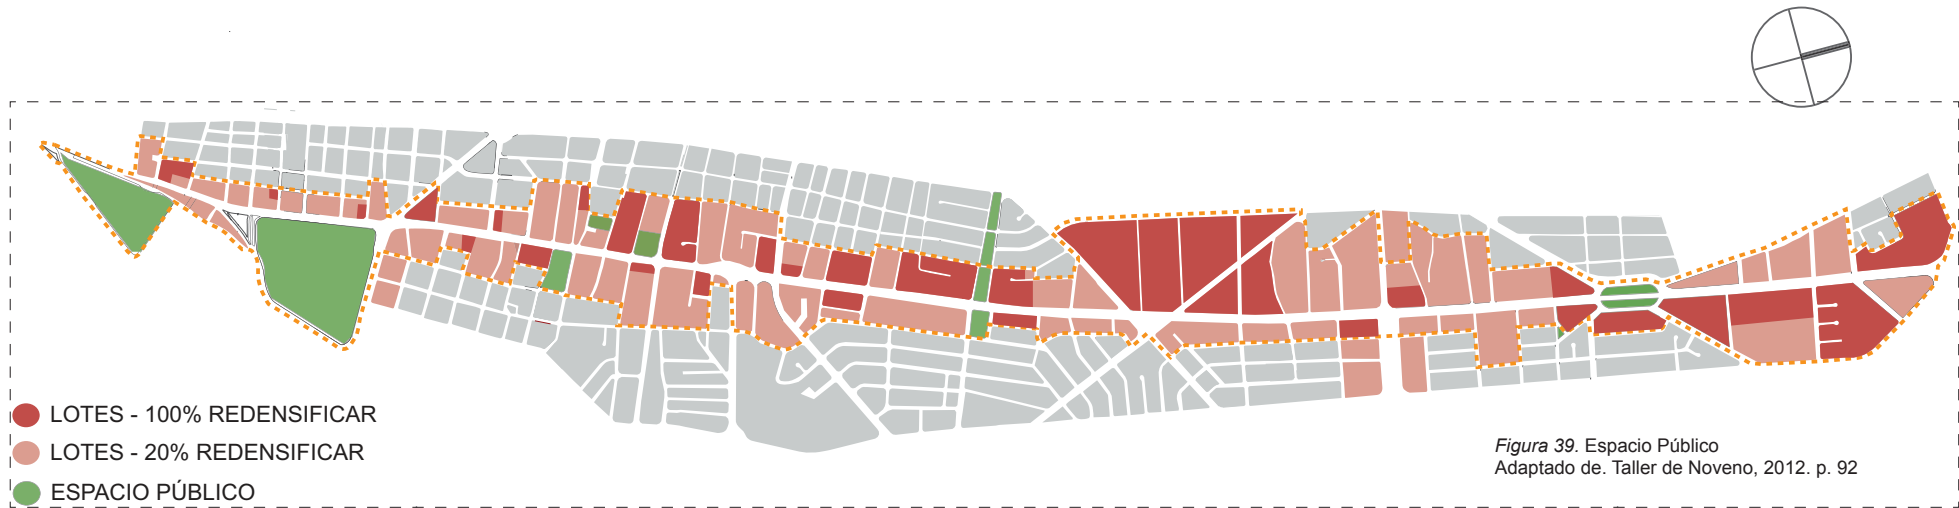 LOTES - 100% REDENSIFICAR
LOTES - 20% REDENSIFICAR
ESPACIO PÚBLICO
Figura 39. Espacio Público
Adaptado de. Taller de Noveno, 2012. p. 92